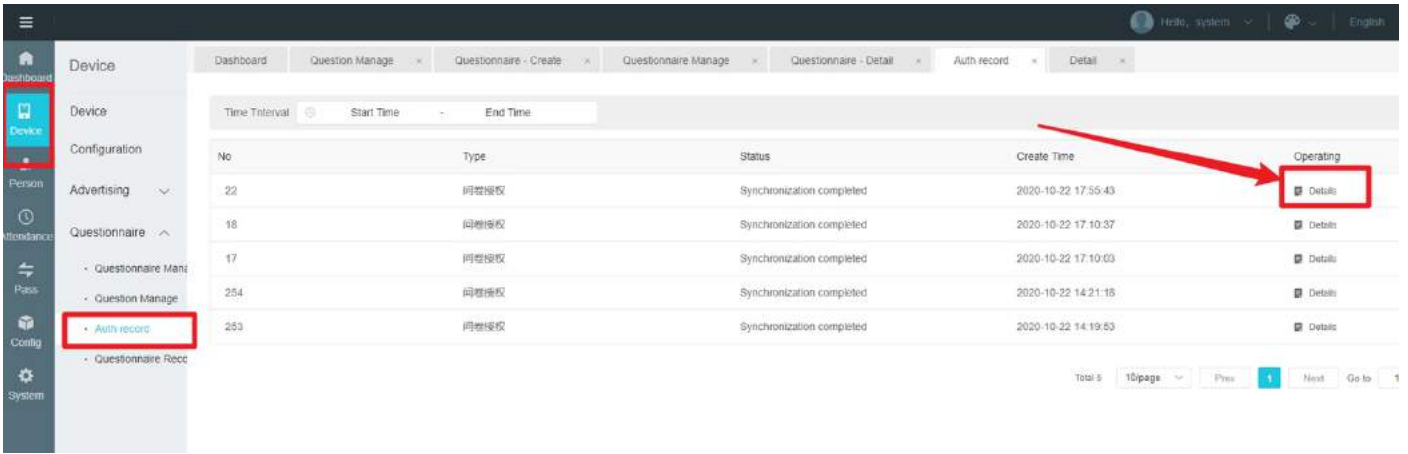 Hello, system English
Dashboard
Device
Person
Attendance
Pass
Config
System
Device
Device
Configuration
Advertising
Questionnaire
· Questionnaire Mana
· Question Manage
· Auth record
· Questionnaire Reco
Dashboard Question Manage × Questionnaire - Create × Questionnaire Manage × Questionnaire - Detail × Auth record × Detail ×
Time Tnterval Start Time - End Time
No Type Status Create Time Operating
22 问卷授权 Synchronization completed 2020-10-22 17:55:43 Details
18 问卷授权 Synchronization completed 2020-10-22 17:10:37 Details
17 问卷授权 Synchronization completed 2020-10-22 17:10:03 Details
254 问卷授权 Synchronization completed 2020-10-22 14:21:18 Details
253 问卷授权 Synchronization completed 2020-10-22 14:19:53 Details
Total 5 10/page Prev 1 Next Go to 1